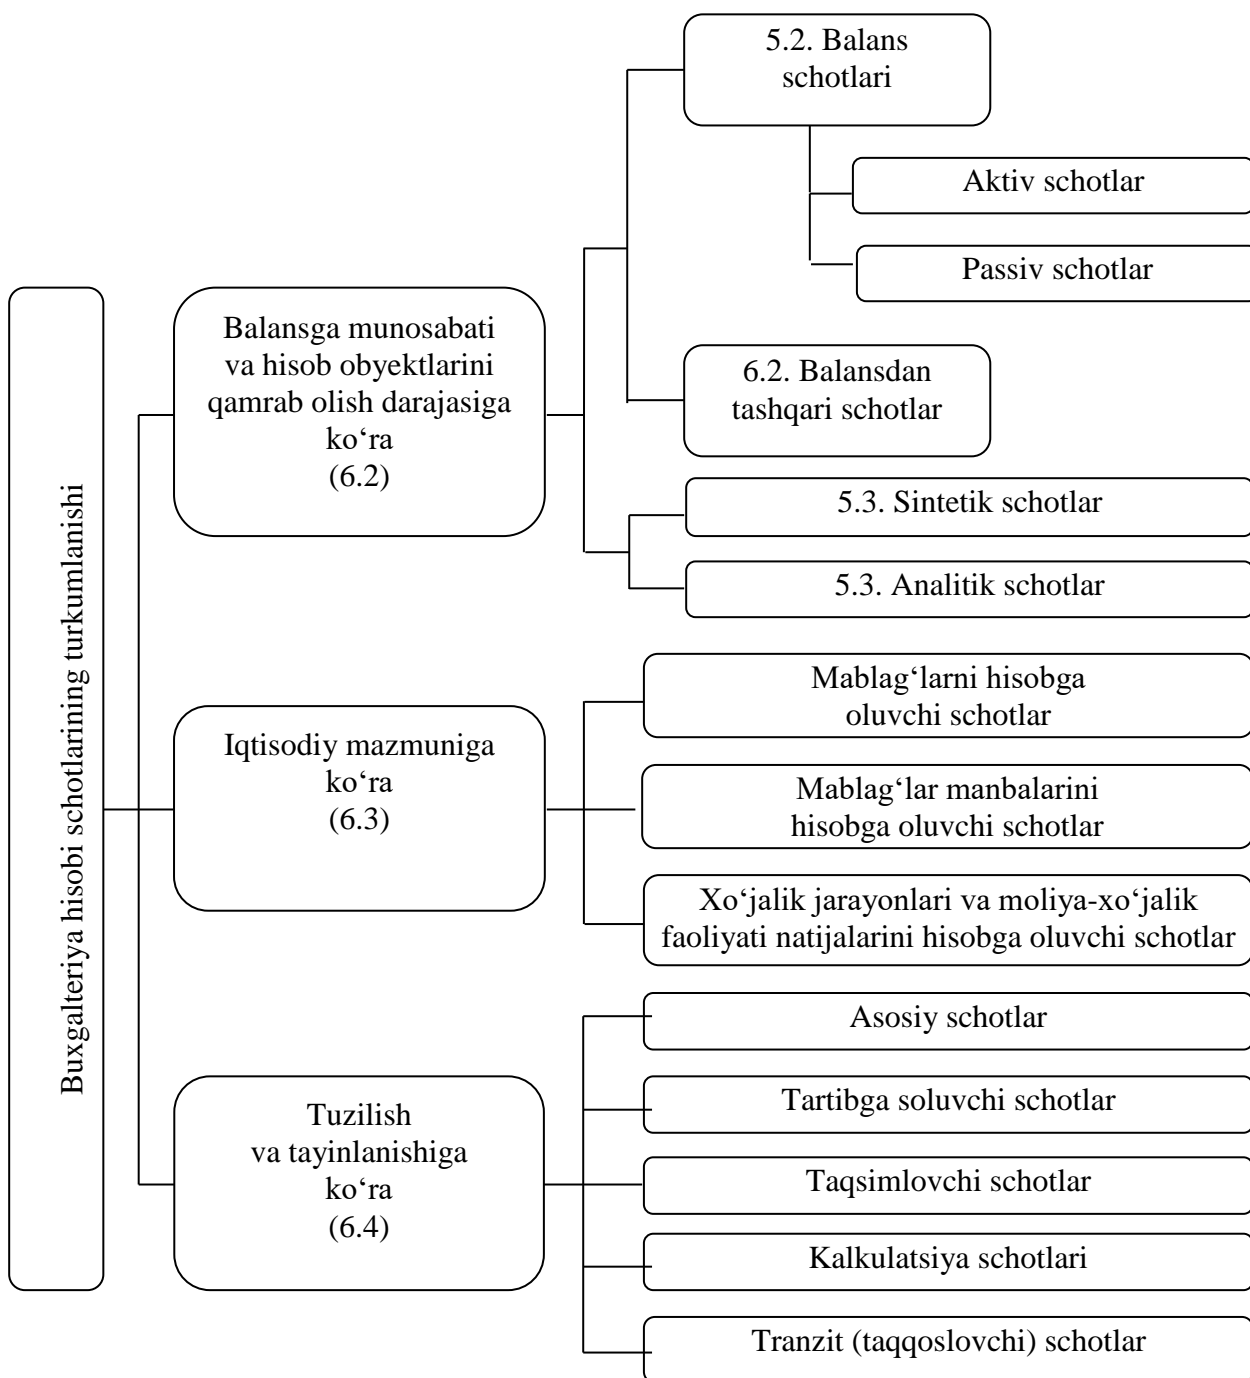 Buxgalteriya hisobi schotlarining turkumlanishi
Balansga munosabati
va hisob obyektlarini
qamrab olish darajasiga
ko‘ra
(6.2)
5.2. Balans
schotlari
Aktiv schotlar
Passiv schotlar
6.2. Balansdan
tashqari schotlar
5.3. Sintetik schotlar
5.3. Analitik schotlar
Iqtisodiy mazmuniga
ko‘ra
(6.3)
Mablag‘larni hisobga
oluvchi schotlar
Mablag‘lar manbalarini
hisobga oluvchi schotlar
Xo‘jalik jarayonlari va moliya-xo‘jalik
faoliyati natijalarini hisobga oluvchi schotlar
Tuzilish
va tayinlanishiga
ko‘ra
(6.4)
Asosiy schotlar
Tartibga soluvchi schotlar
Taqsimlovchi schotlar
Kalkulatsiya schotlari
Tranzit (taqqoslovchi) schotlar